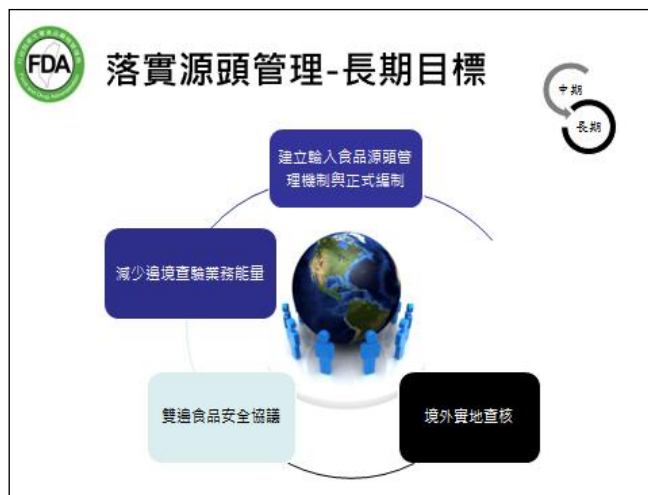 FDA
落實源頭管理-長期目標
中期
長期
建立輸入食品源頭管
理機制與正式編制
減少邊境查驗業務能量
雙邊食品安全協議
境外實地查核